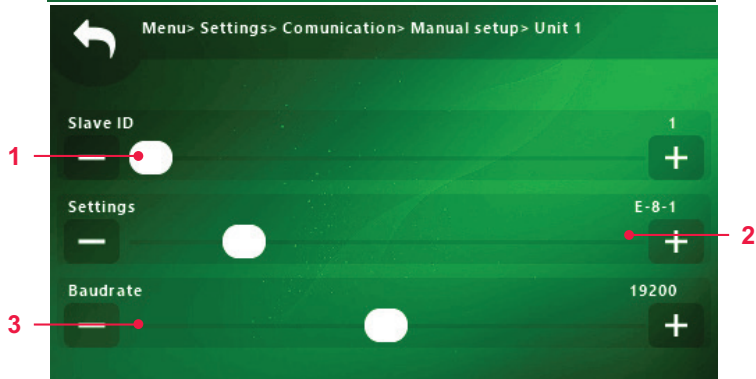 Menu> Settings> Comunication> Manual setup> Unit 1
Slave ID 1
1 − +
Settings E-8-1
− + 2
Baudrate 19200
3 − +